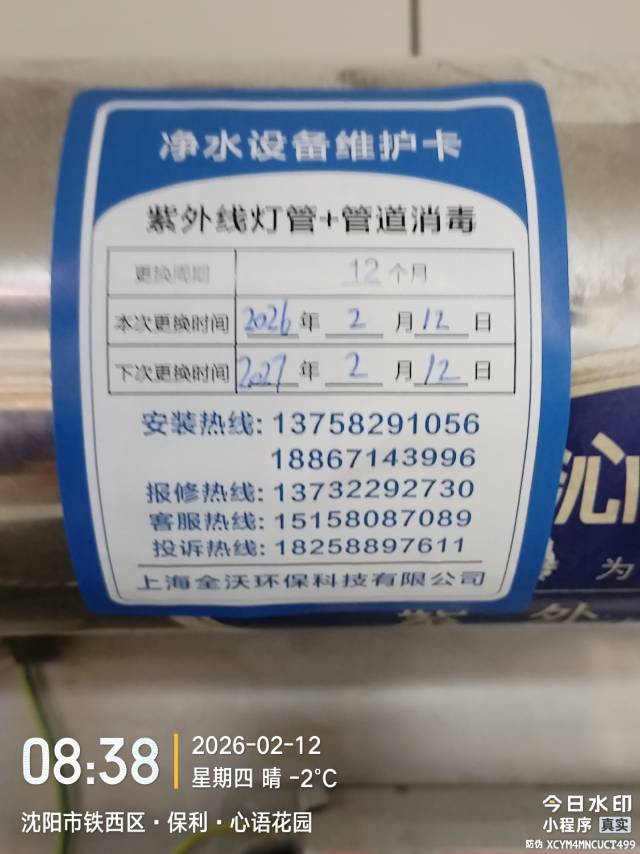 净水设备维护卡
紫外线灯管+管道消毒
更换周期 12个月
本次更换时间 2026年 2 月 12 日
下次更换时间 2027年 2 月 12 日
安装热线: 13758291056
18867143996
报修热线: 13732292730
客服热线: 15158087089
投诉热线: 18258897611
上海全沃环保科技有限公司
沁
为
紫 外
08:38
2026-02-12
星期四 晴 -2℃
沈阳市铁西区·保利·心语花园
今日水印
小程序 真实
防伪 XCYM4MNCUCT499